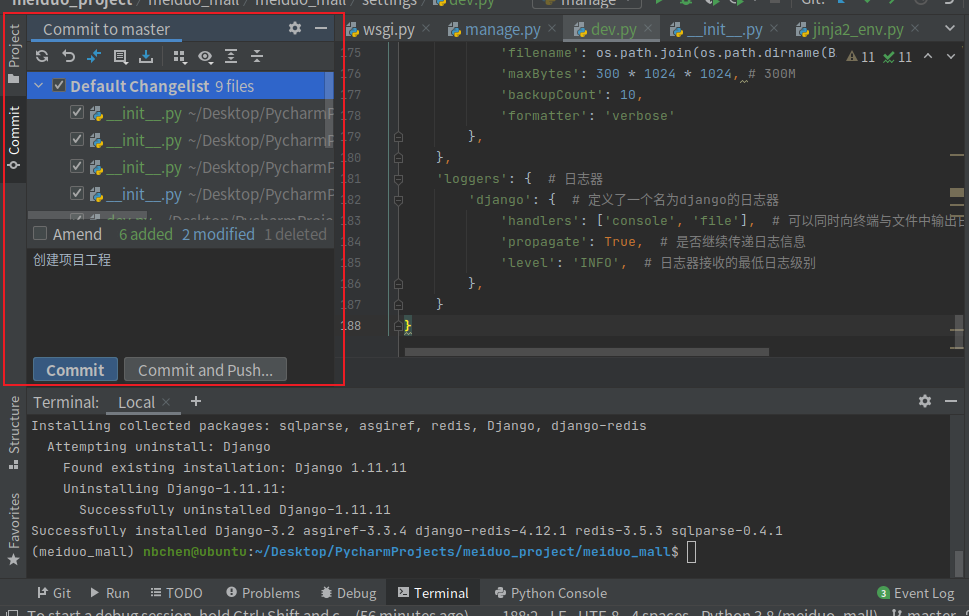 meiduo_project meiduo_mall meiduo_mall settings dev.py manage Git:
Project
Commit
Commit to master
Default Changelist 9 files
__init__.py ~/Desktop/PycharmP
__init__.py ~/Desktop/PycharmP
__init__.py ~/Desktop/PycharmP
__init__.py ~/Desktop/PycharmP
dev.py ~/Desktop/PycharmProje
Amend 6 added 2 modified 1 deleted
创建项目工程
Commit Commit and Push...
wsgi.py manage.py dev.py __init__.py jinja2_env.py
11 11
175 'filename': os.path.join(os.path.dirname(B
176 'maxBytes': 300 * 1024 * 1024, # 300M
177 'backupCount': 10,
178 'formatter': 'verbose'
179 },
180 },
181 'loggers': { # 日志器
182 'django': { # 定义了一个名为django的日志器
183 'handlers': ['console', 'file'], # 可以同时向终端与文件中输出日
184 'propagate': True, # 是否继续传递日志信息
185 'level': 'INFO', # 日志器接收的最低日志级别
186 },
187 }
188 }
Structure
Favorites
Terminal: Local
Installing collected packages: sqlparse, asgiref, redis, Django, django-redis
Attempting uninstall: Django
Found existing installation: Django 1.11.11
Uninstalling Django-1.11.11:
Successfully uninstalled Django-1.11.11
Successfully installed Django-3.2 asgiref-3.3.4 django-redis-4.12.1 redis-3.5.3 sqlparse-0.4.1
(meiduo_mall) nbchen@ubuntu:~/Desktop/PycharmProjects/meiduo_project/meiduo_mall$
Git Run TODO Problems Debug Terminal Python Console 3 Event Log
To start a debug session, hold Ctrl+Shift and c... (56 minutes ago) 188:2 LF UTF-8 4 spaces Python 3.8 (meiduo_mall) master